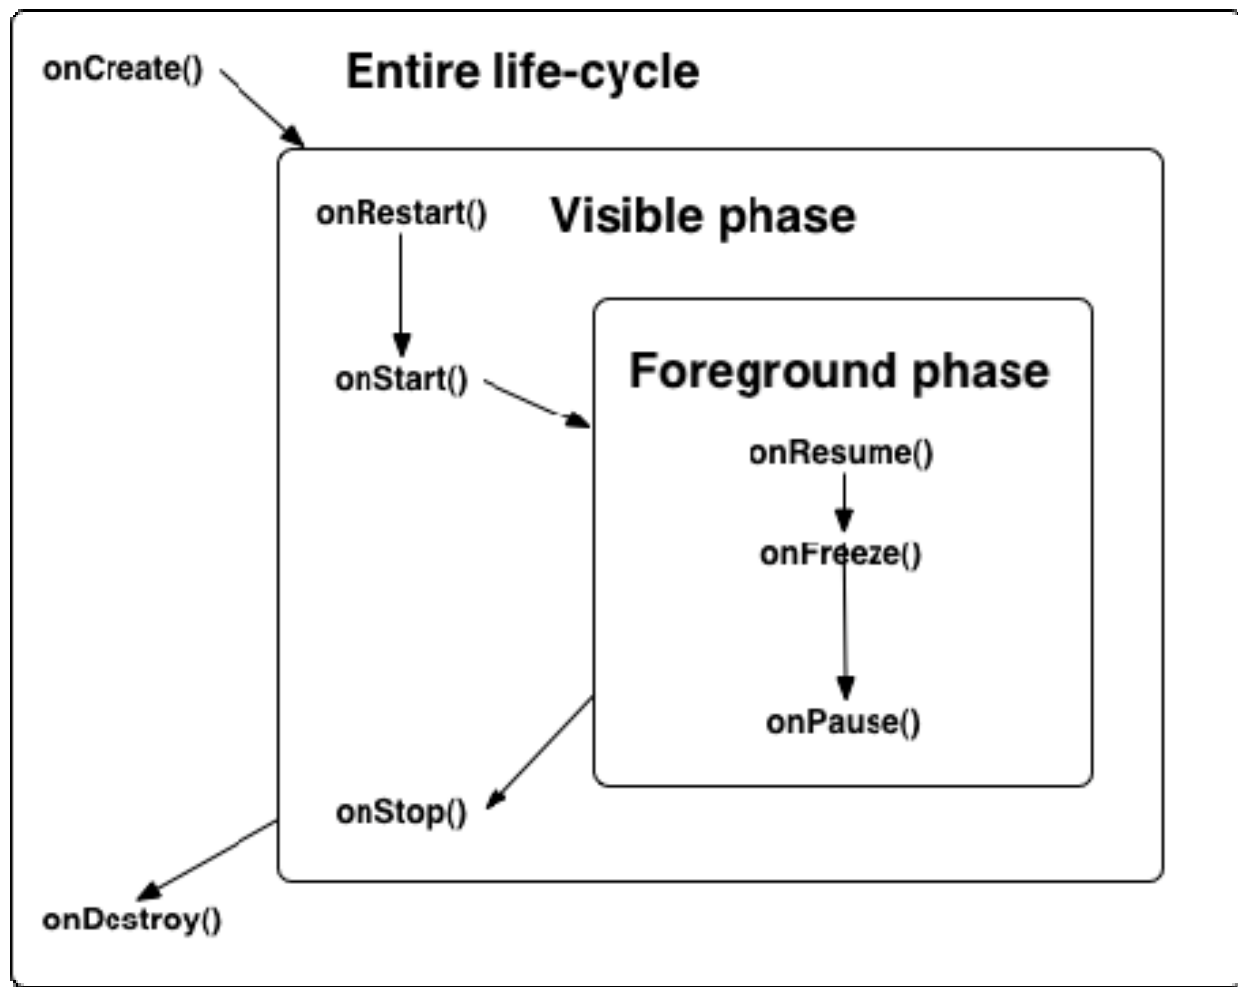 onCreate()
Entire life-cycle
onRestart()
Visible phase
onStart()
Foreground phase
onResume()
onFreeze()
onPause()
onStop()
onDestroy()